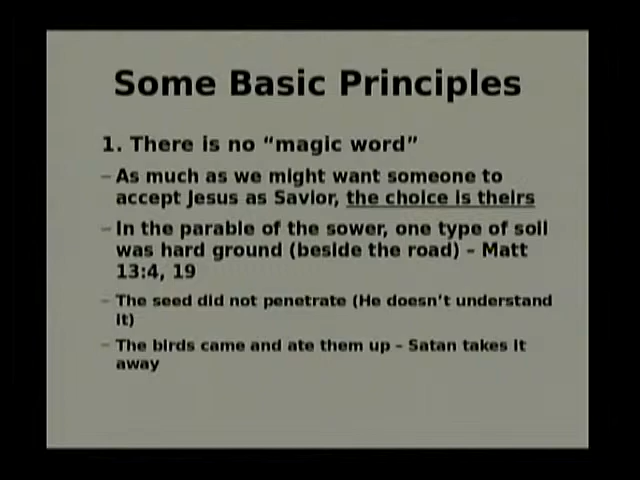 Some Basic Principles
1. There is no “magic word”
– As much as we might want someone to
accept Jesus as Savior, the choice is theirs
– In the parable of the sower, one type of soil
was hard ground (beside the road) – Matt
13:4, 19
– The seed did not penetrate (He doesn’t understand
it)
– The birds came and ate them up – Satan takes it
away